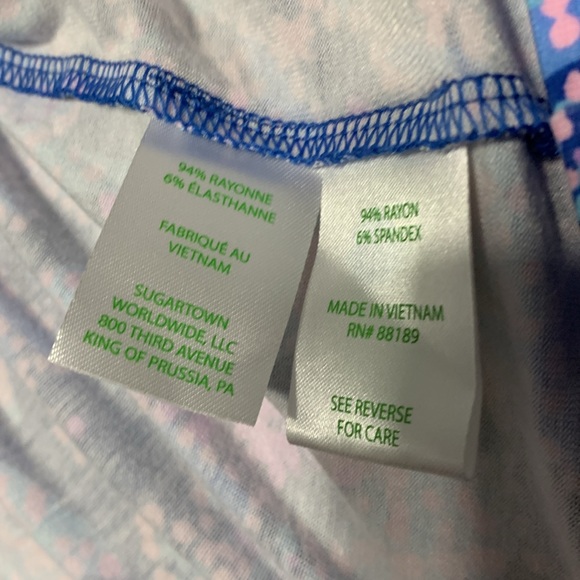 94% RAYONNE
6% ÉLASTHANNE
FABRIQUÉ AU
VIETNAM
SUGARTOWN
WORLDWIDE, LLC
800 THIRD AVENUE
KING OF PRUSSIA, PA
94% RAYON
6% SPANDEX
MADE IN VIETNAM
RN# 88189
SEE REVERSE
FOR CARE